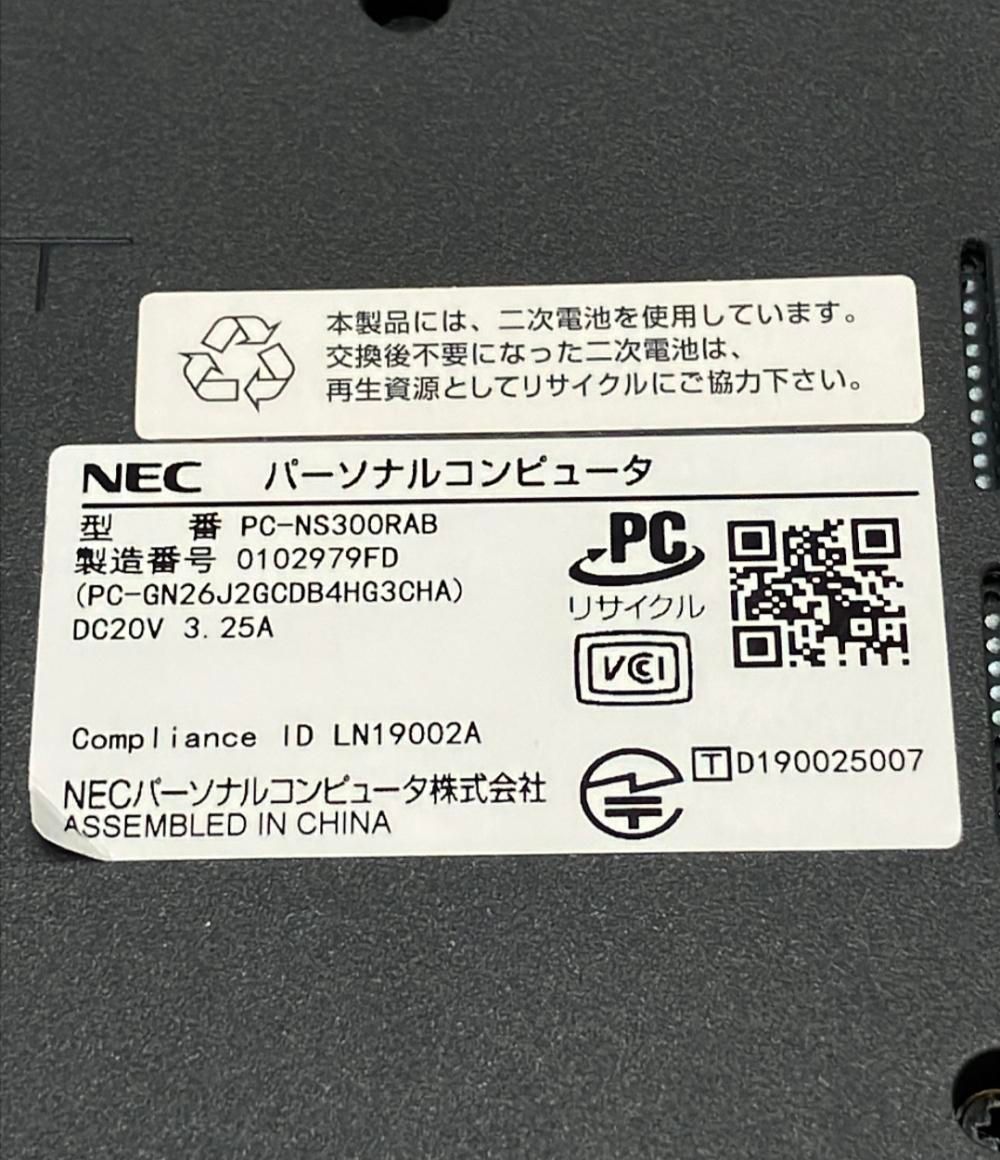 本製品には、二次電池を使用しています。
交換後不要になった二次電池は、
再生資源としてリサイクルにご協力下さい。
NEC パーソナルコンピュータ
型 番 PC-NS300RAB
製造番号 0102979FD
(PC-GN26J2GCDB4HG3CHA)
DC20V 3.25A
PC
リサイクル
VCI
Compliance ID LN19002A
T D190025007
NECパーソナルコンピュータ株式会社
ASSEMBLED IN CHINA